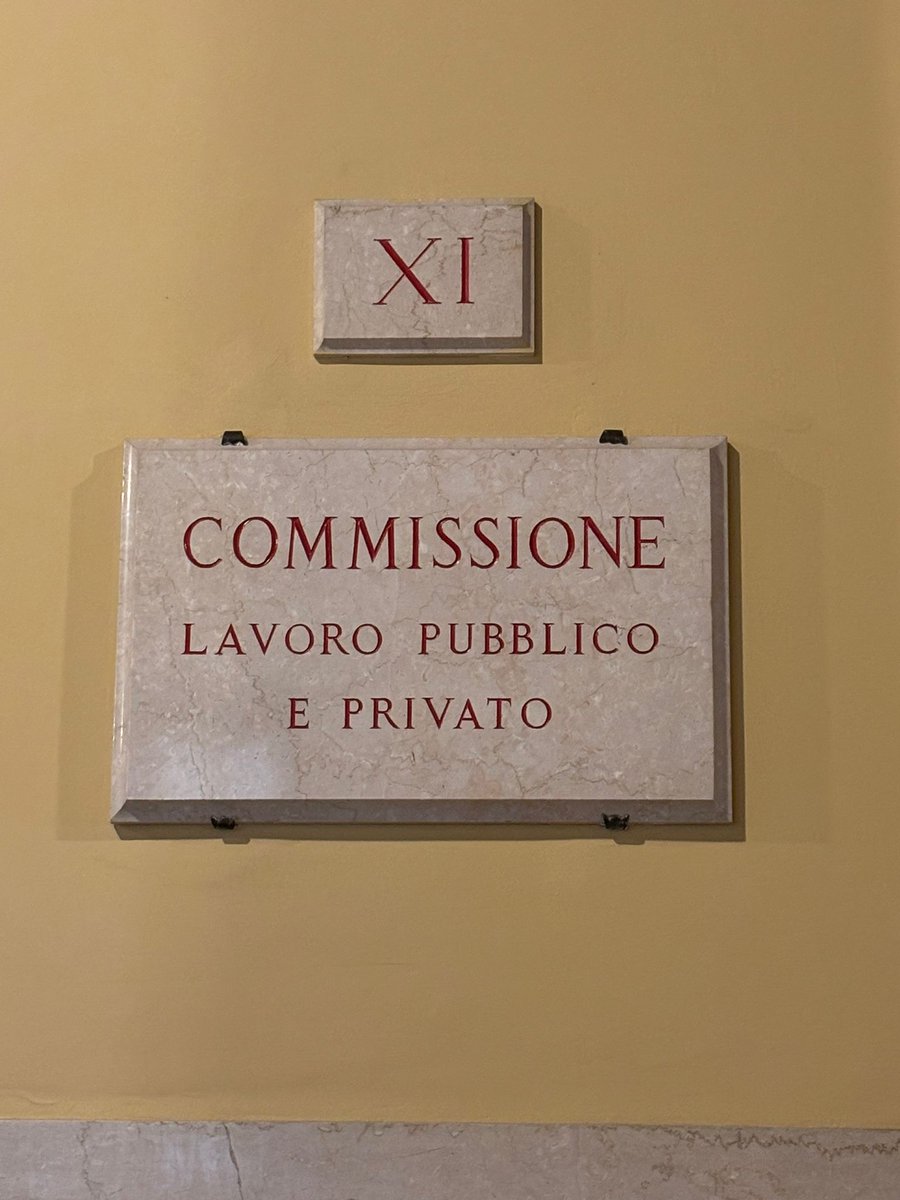 XI
COMMISSIONE
LAVORO PUBBLICO
E PRIVATO